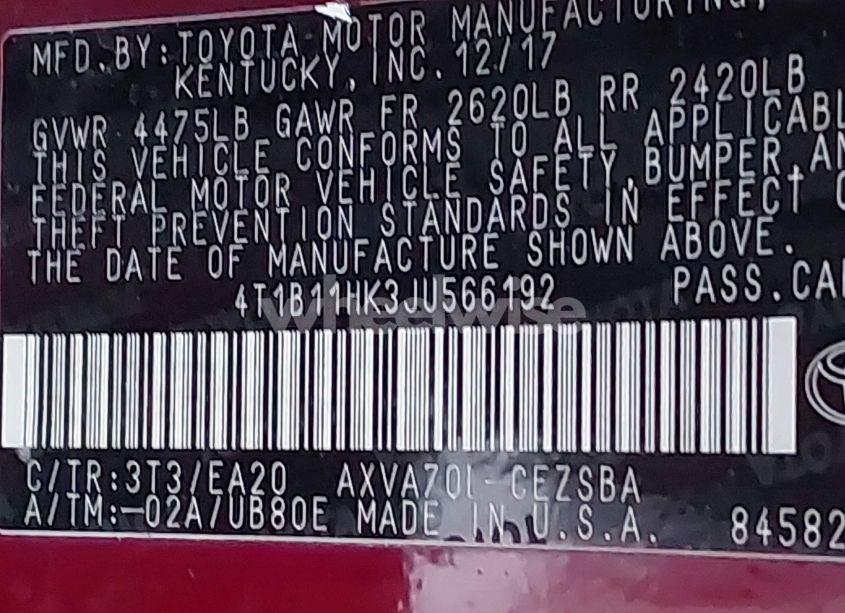 MFD. BY: TOYOTA MOTOR MANUFACTURING,
KENTUCKY, INC. 12/17
GVWR 4475LB GAWR FR 2620LB RR 2420LB
THIS VEHICLE CONFORMS TO ALL APPLICABL
FEDERAL MOTOR VEHICLE SAFETY, BUMPER, AN
THEFT PREVENTION STANDARDS IN EFFECT O
THE DATE OF MANUFACTURE SHOWN ABOVE.
4T1B11HK3JU566192 PASS.CA
wheelwise
C/TR:3T3/EA20 AXVA70L-CEZSBA
A/TM:-02A/UB80E MADE IN U.S.A. 84582